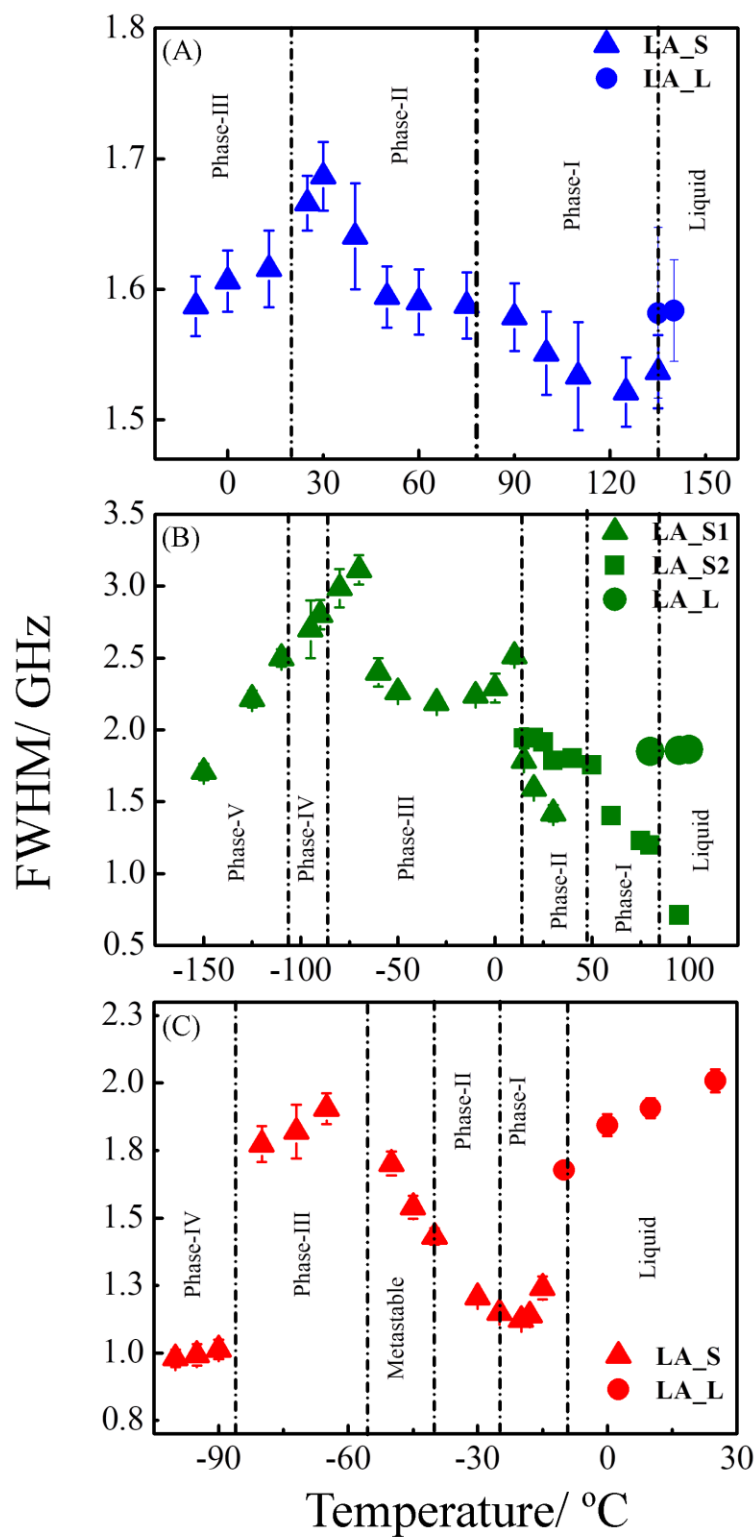 FWHM/ GHz
(A)
LA_S
LA_L
Phase-III
Phase-II
Phase-I
Liquid
1.8
1.7
1.6
1.5
0 30 60 90 120 150
(B)
LA_S1
LA_S2
LA_L
Phase-V
Phase-IV
Phase-III
Phase-II
Phase-I
Liquid
3.5
3.0
2.5
2.0
1.5
1.0
0.5
-150 -100 -50 0 50 100
(C)
Phase-IV
Phase-III
Metastable
Phase-II
Phase-I
Liquid
LA_S
LA_L
2.3
2.0
1.8
1.5
1.3
1.0
0.8
-90 -60 -30 0 30
Temperature/ ºC